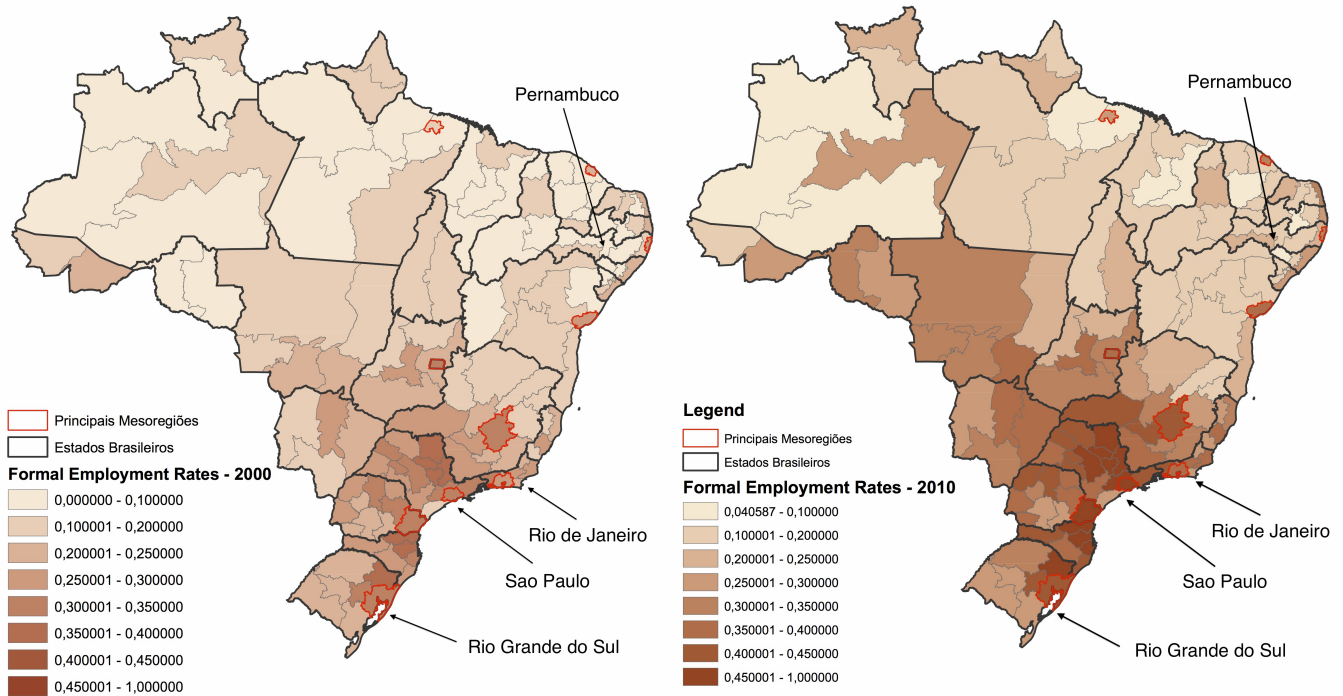 Pernambuco
Principais Mesoregiões
Estados Brasileiros
Formal Employment Rates - 2000
0,000000 - 0,100000
0,100001 - 0,200000
0,200001 - 0,250000
0,250001 - 0,300000
0,300001 - 0,350000
0,350001 - 0,400000
0,400001 - 0,450000
0,450001 - 1,000000
Rio de Janeiro
Sao Paulo
Rio Grande do Sul
Pernambuco
Legend
Principais Mesoregiões
Estados Brasileiros
Formal Employment Rates - 2010
0,040587 - 0,100000
0,100001 - 0,200000
0,200001 - 0,250000
0,250001 - 0,300000
0,300001 - 0,350000
0,350001 - 0,400000
0,400001 - 0,450000
0,450001 - 1,000000
Rio de Janeiro
Sao Paulo
Rio Grande do Sul